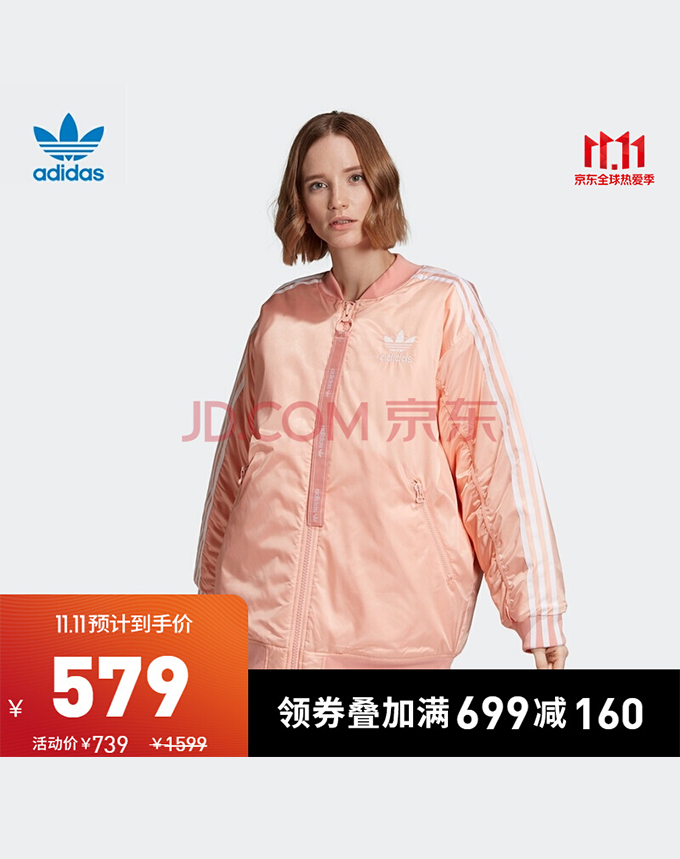 adidas
11.11
京东全球热爱季
adidas
JD.COM 京东
11.11预计到手价
¥579
活动价¥739 ¥1599
领券叠加满699减160